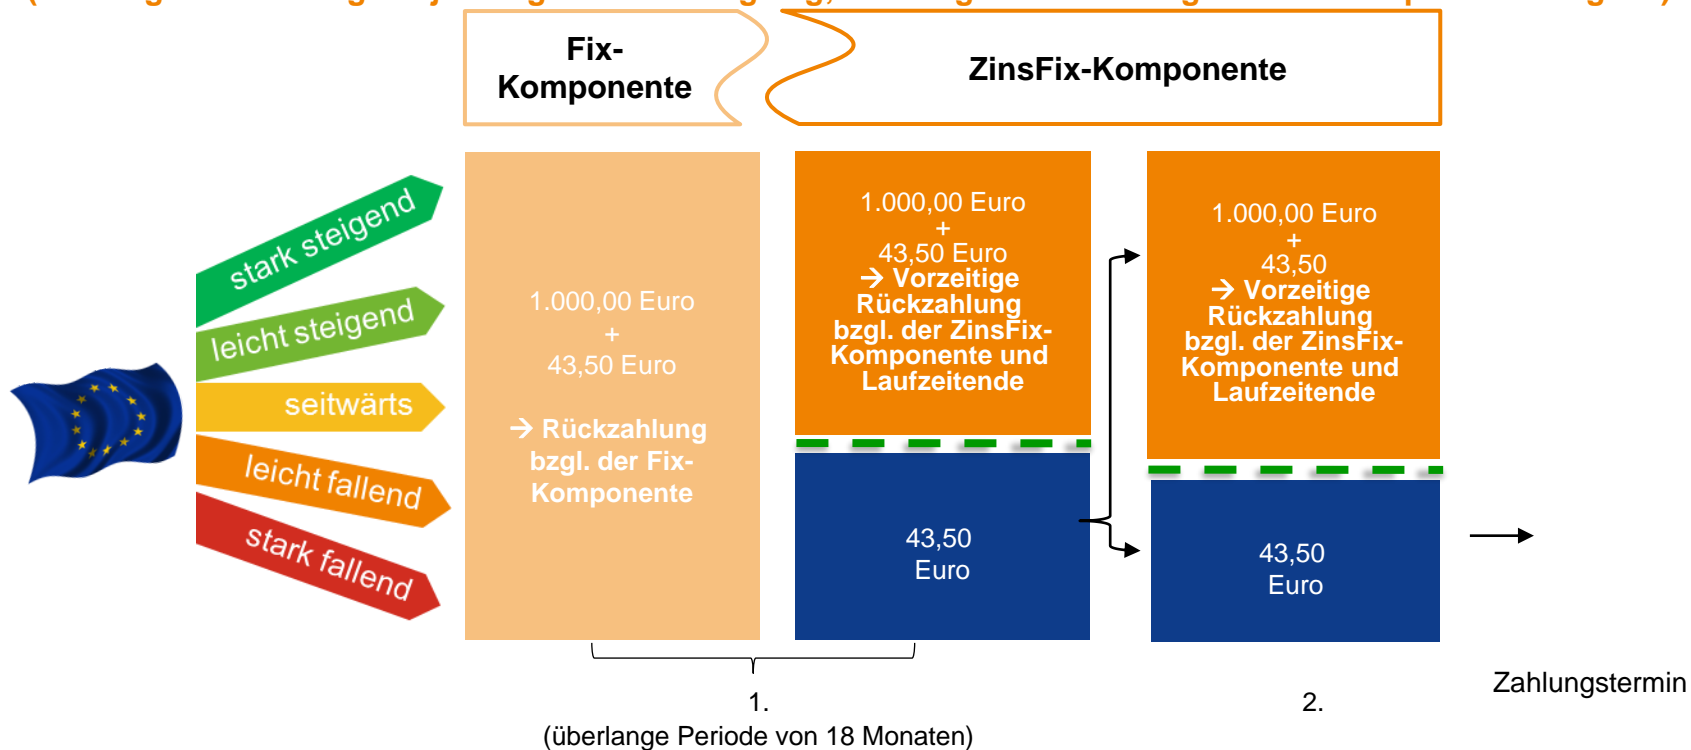 Fix-
Komponente
ZinsFix-Komponente
stark steigend
leicht steigend
seitwärts
leicht fallend
stark fallend
1.000,00 Euro
+
43,50 Euro
→ Rückzahlung
bzgl. der Fix-
Komponente
1.000,00 Euro
+
43,50 Euro
→ Vorzeitige
Rückzahlung
bzgl. der ZinsFix-
Komponente und
Laufzeitende
43,50
Euro
1.000,00 Euro
+
43,50
→ Vorzeitige
Rückzahlung
bzgl. der ZinsFix-
Komponente und
Laufzeitende
43,50
Euro
1.
(überlange Periode von 18 Monaten)
2.
Zahlungstermin